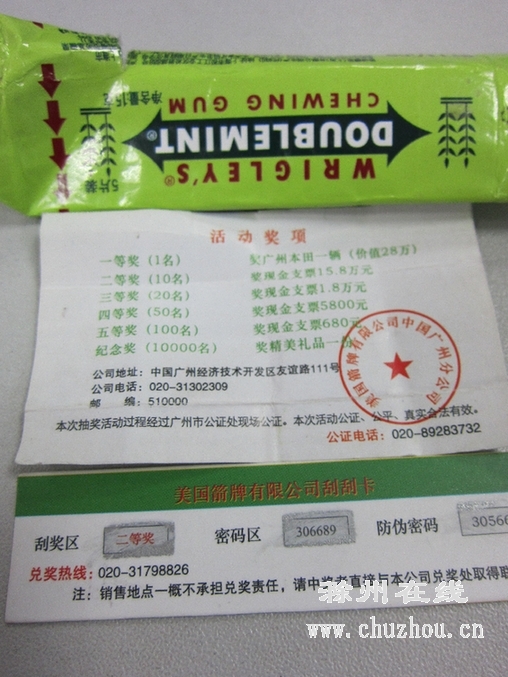 WRIGLEY'S®
DOUBLEMINT®
CHEWING GUM
净含量15克
5片装
活动奖项
一等奖 (1名) 奖广州本田一辆 (价值28万)
二等奖 (10名) 奖现金支票15.8万元
三等奖 (20名) 奖现金支票1.8万元
四等奖 (50名) 奖现金支票5800元
五等奖 (100名) 奖现金支票680元
纪念奖 (10000名) 奖精美礼品一
公司地址: 中国广州经济技术开发区友谊路111号
公司电话: 020-31302309
邮 编: 510000
美国箭牌有限公司中国广州分公司
本次抽奖活动过程经过广州市公证处现场公证。本次活动公证、公平、真实合法有效。
公证电话: 020-89283732
美国箭牌有限公司刮刮卡
刮奖区 二等奖 密码区 306689 防伪密码 30566
兑奖热线: 020-31798826
注: 销售地点一概不承担兑奖责任, 请中奖者直接与本公司兑奖处取得联
滁州在线
www.chuzhou.cn